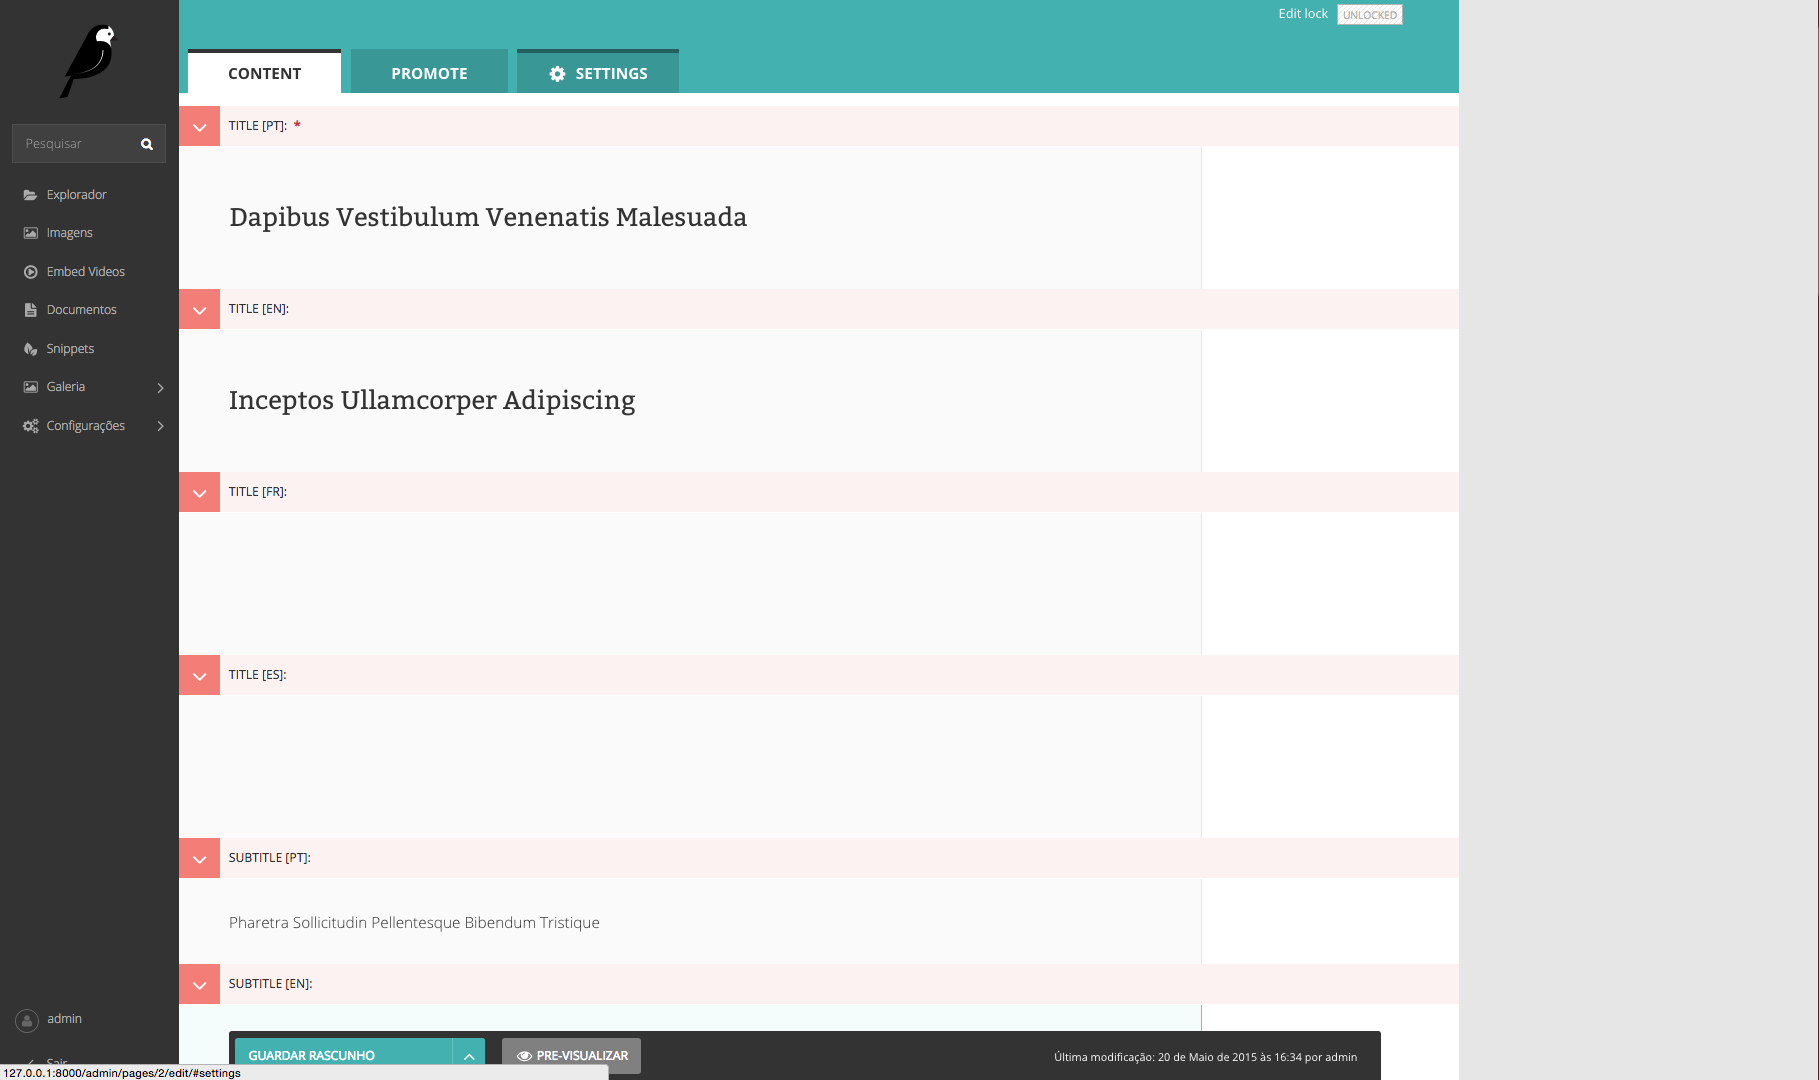 Edit lock UNLOCKED
CONTENT PROMOTE SETTINGS
Pesquisar
Explorador
Imagens
Embed Videos
Documentos
Snippets
Galeria
Configurações
TITLE [PT]: *
Dapibus Vestibulum Venenatis Malesuada
TITLE [EN]:
Inceptos Ullamcorper Adipiscing
TITLE [FR]:
TITLE [ES]:
SUBTITLE [PT]:
Pharetra Sollicitudin Pellentesque Bibendum Tristique
SUBTITLE [EN]:
admin
Sair
GUARDAR RASCUNHO PRE-VISUALIZAR Última modificação: 20 de Maio de 2015 às 16:34 por admin
127.0.0.1:8000/admin/pages/2/edit/#settings